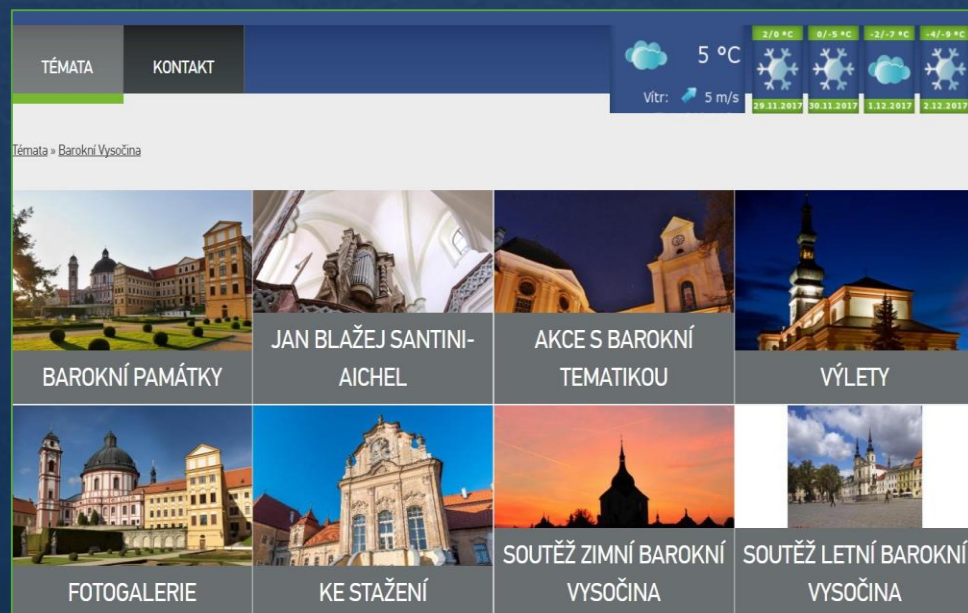 TÉMATA
KONTAKT
5 °C
Vítr: 5 m/s
2/0 °C
0/-5 °C
-2/-7 °C
-4/-9 °C
29.11.2017
30.11.2017
1.12.2017
2.12.2017
Témata » Barokní Vysočina
BAROKNÍ PAMÁTKY
JAN BLAŽEJ SANTINI-
AICHEL
AKCE S BAROKNÍ
TEMATIKOU
VÝLETY
FOTOGALERIE
KE STAŽENÍ
SOUTĚŽ ZIMNÍ BAROKNÍ
VYSOČINA
SOUTĚŽ LETNÍ BAROKNÍ
VYSOČINA